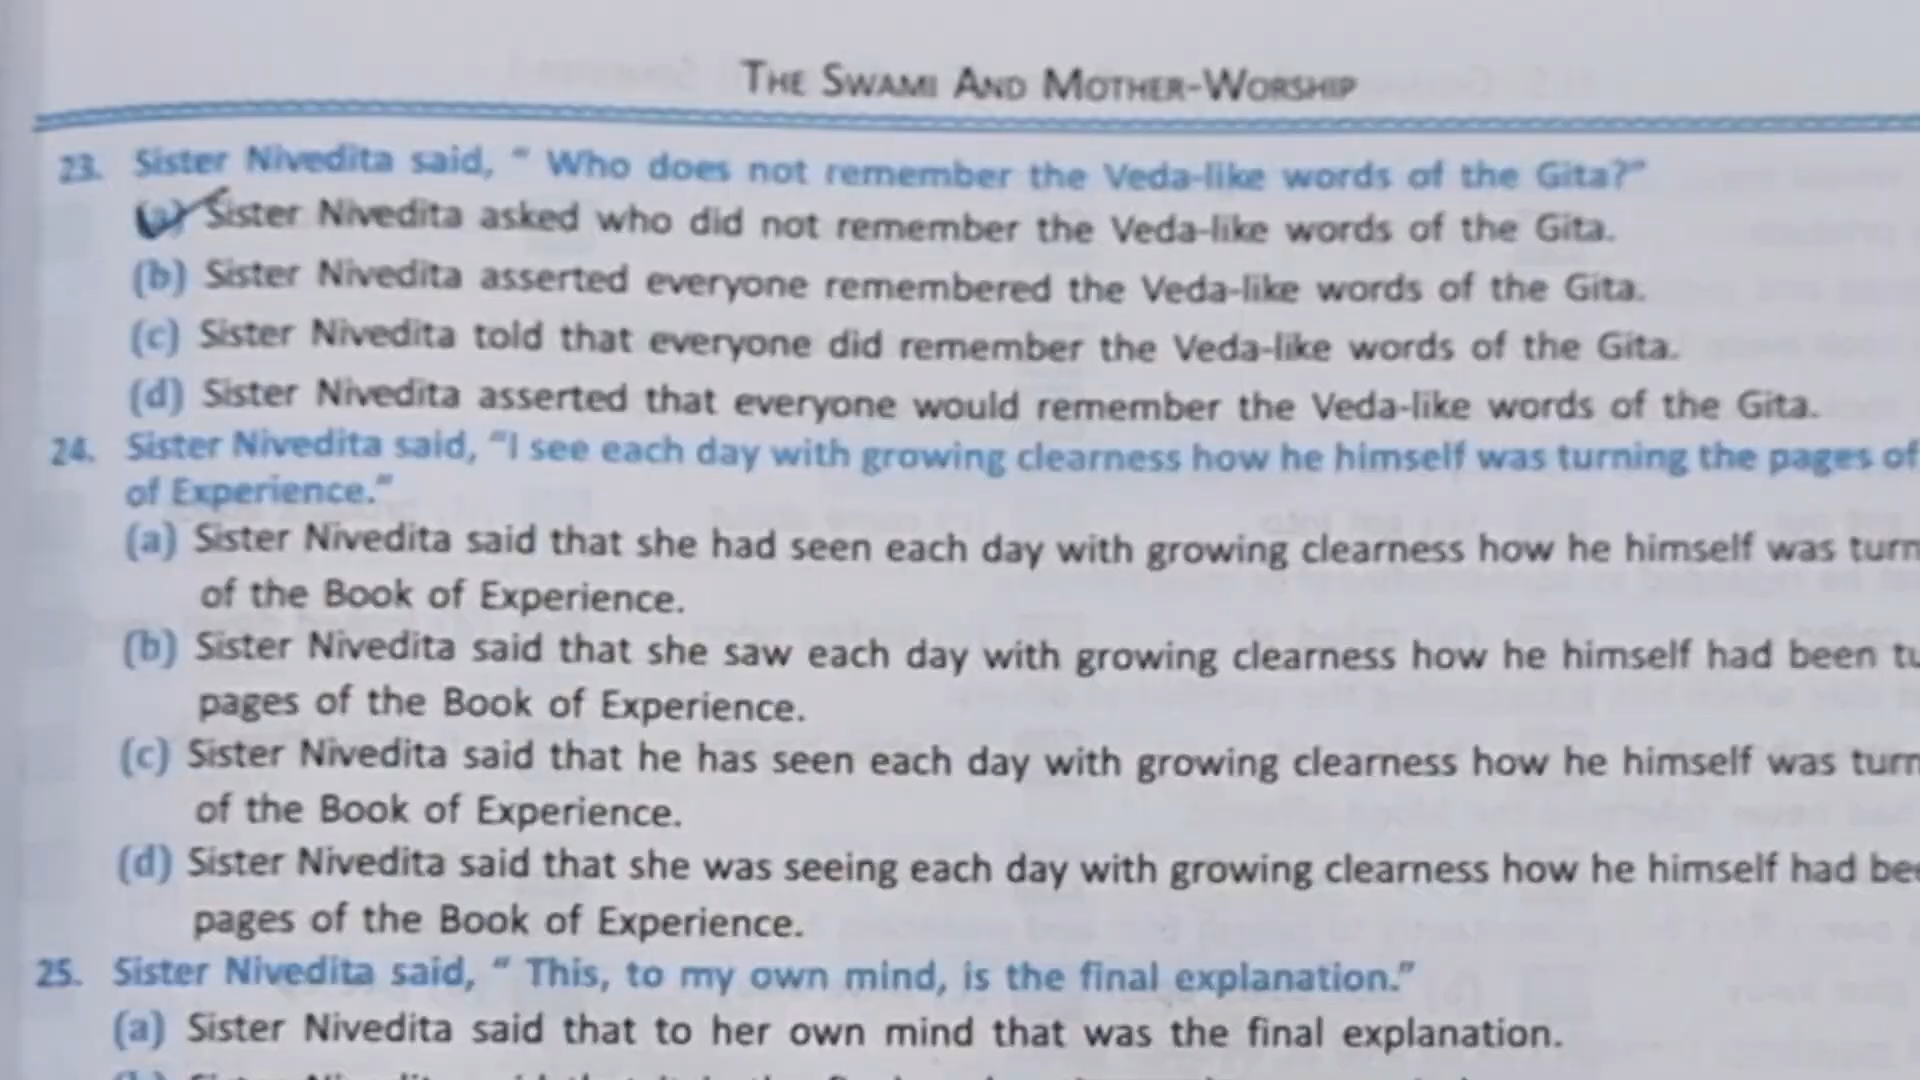 THE SWAMI AND MOTHER-WORSHIP
23. Sister Nivedita said, " Who does not remember the Veda-like words of the Gita?"
(a) Sister Nivedita asked who did not remember the Veda-like words of the Gita.
(b) Sister Nivedita asserted everyone remembered the Veda-like words of the Gita.
(c) Sister Nivedita told that everyone did remember the Veda-like words of the Gita.
(d) Sister Nivedita asserted that everyone would remember the Veda-like words of the Gita.
24. Sister Nivedita said, "I see each day with growing clearness how he himself was turning the pages of
of Experience."
(a) Sister Nivedita said that she had seen each day with growing clearness how he himself was
of the Book of Experience.
(b) Sister Nivedita said that she saw each day with growing clearness how he himself had been
pages of the Book of Experience.
(c) Sister Nivedita said that he has seen each day with growing clearness how he himself was
of the Book of Experience.
(d) Sister Nivedita said that she was seeing each day with growing clearness how he himself had
pages of the Book of Experience.
25. Sister Nivedita said, " This, to my own mind, is the final explanation."
(a) Sister Nivedita said that to her own mind that was the final explanation.